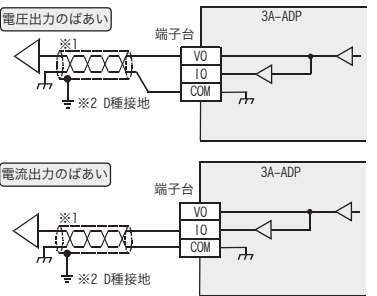 電圧出力のばあい
3A-ADP
端子台
※1
VO
IO
COM
※2 D種接地
電流出力のばあい
3A-ADP
端子台
※1
VO
IO
COM
※2 D種接地